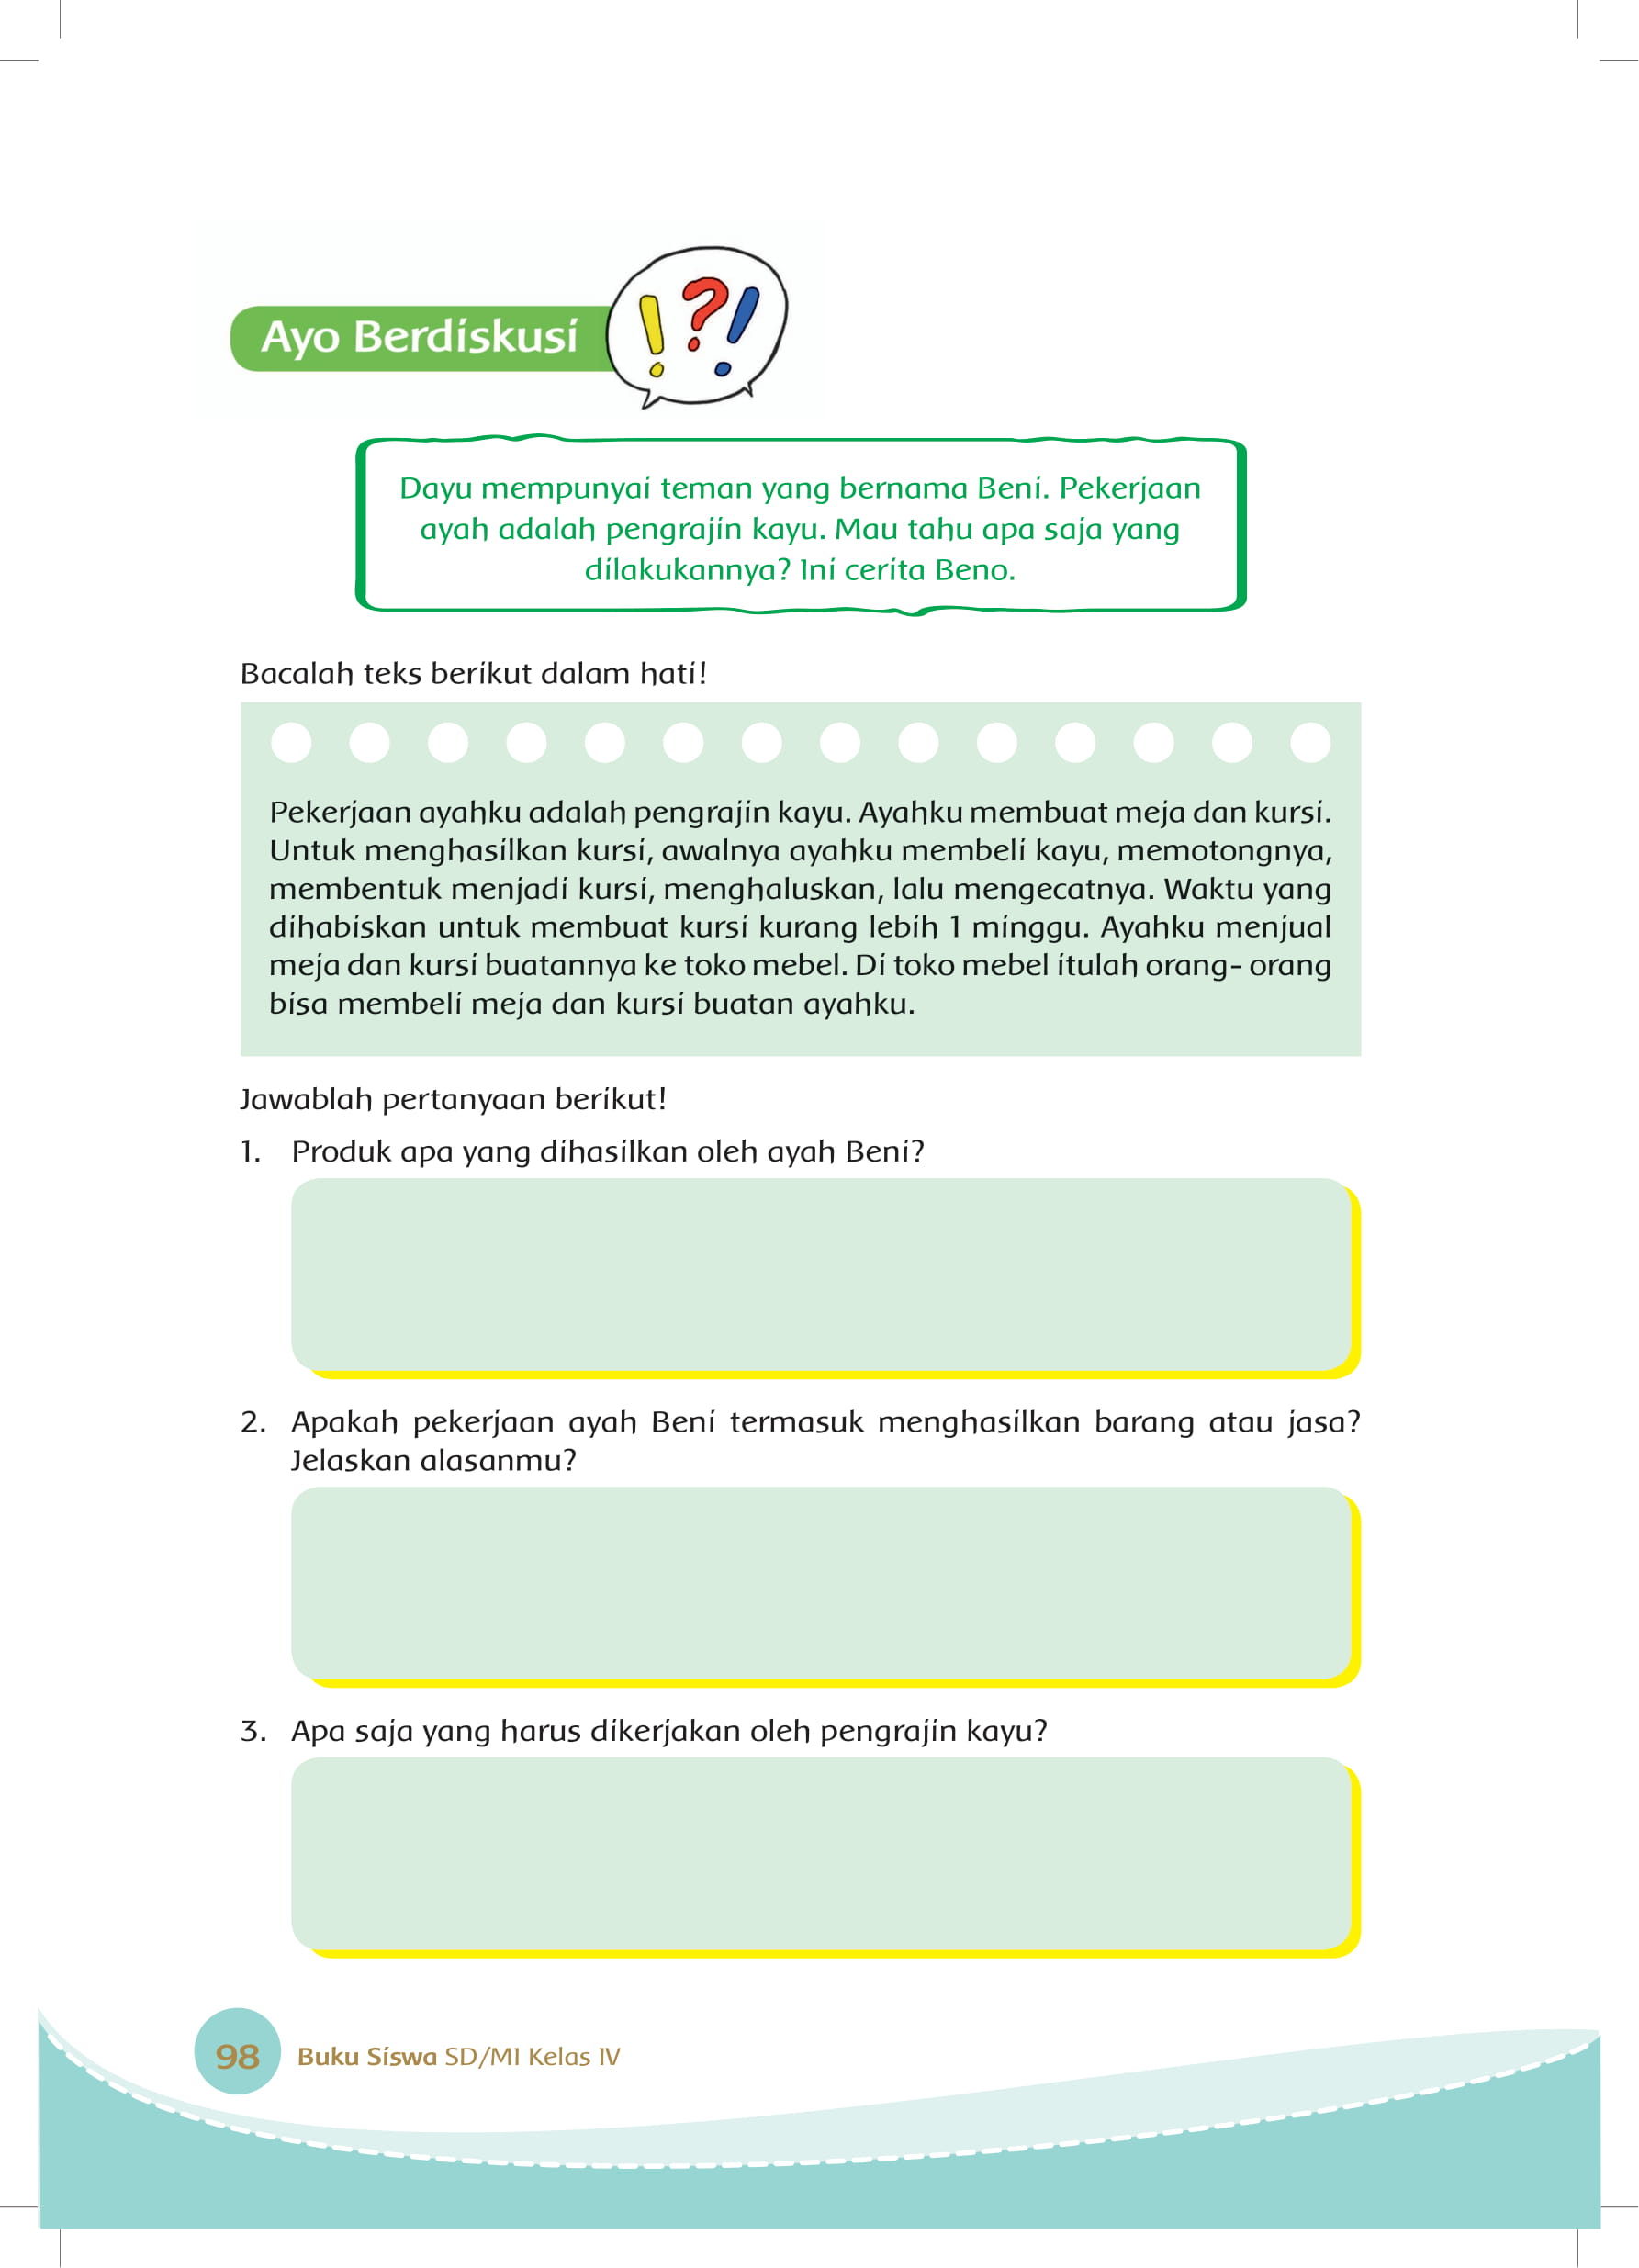 Ayo Berdiskusi
Dayu mempunyai teman yang bernama Beni. Pekerjaan
ayah adalah pengrajin kayu. Mau tahu apa saja yang
dilakukannya? Ini cerita Beno.
Bacalah teks berikut dalam hati!
Pekerjaan ayahku adalah pengrajin kayu. Ayahku membuat meja dan kursi.
Untuk menghasilkan kursi, awalnya ayahku membeli kayu, memotongnya,
membentuk menjadi kursi, menghaluskan, lalu mengecatnya. Waktu yang
dihabiskan untuk membuat kursi kurang lebih 1 minggu. Ayahku menjual
meja dan kursi buatannya ke toko mebel. Di toko mebel itulah orang- orang
bisa membeli meja dan kursi buatan ayahku.
Jawablah pertanyaan berikut!
1. Produk apa yang dihasilkan oleh ayah Beni?
2. Apakah pekerjaan ayah Beni termasuk menghasilkan barang atau jasa?
Jelaskan alasanmu?
3. Apa saja yang harus dikerjakan oleh pengrajin kayu?
98 Buku Siswa SD/MI Kelas IV